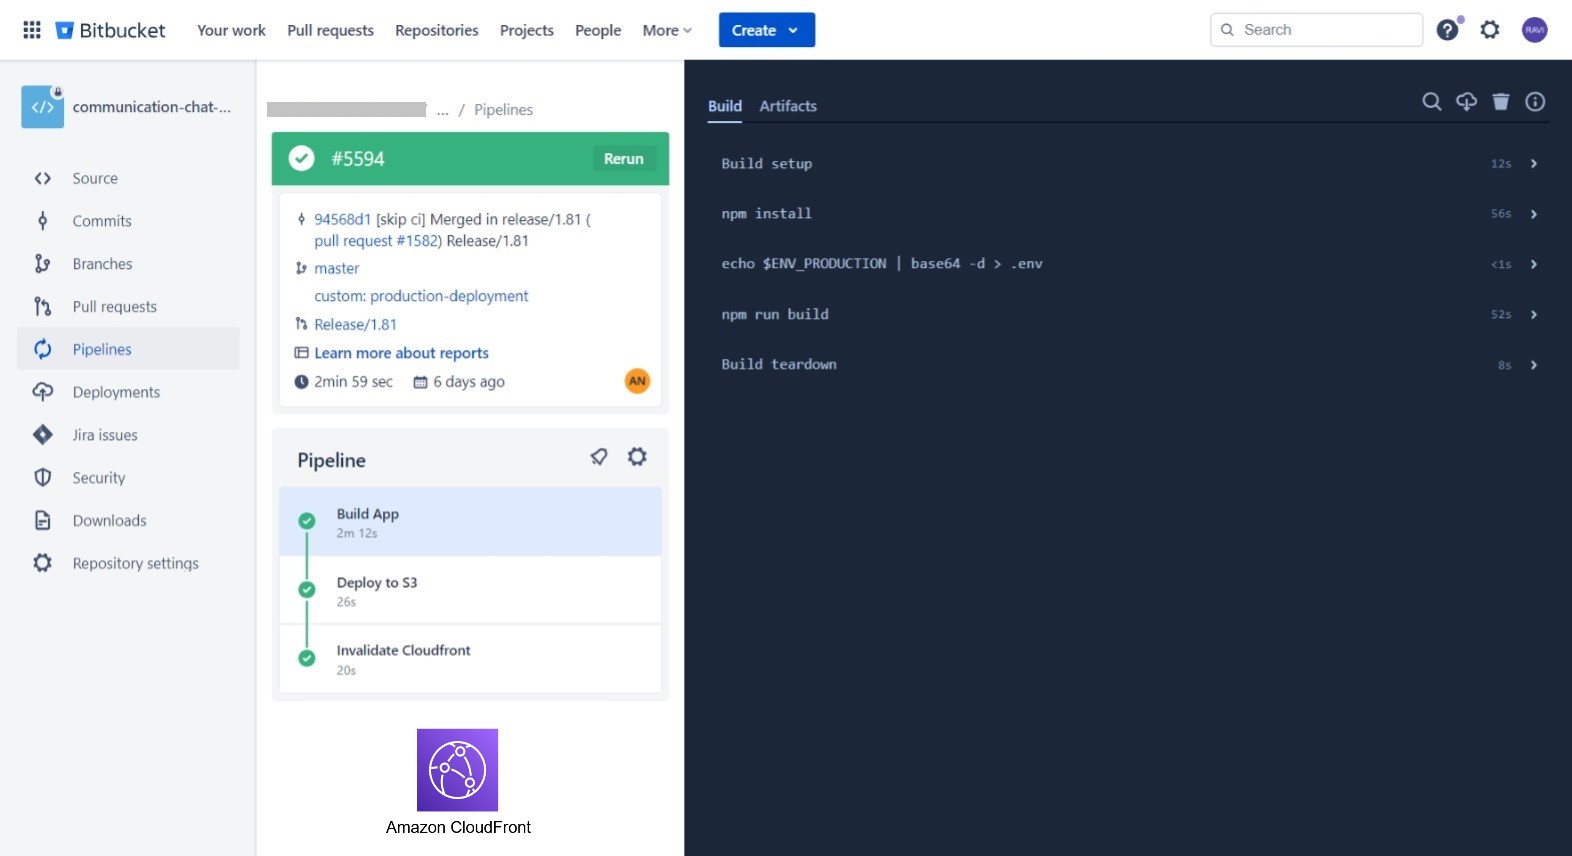 Bitbucket
Your work
Pull requests
Repositories
Projects
People
More
Create
Search
RAVI
communication-chat-...
Source
Commits
Branches
Pull requests
Pipelines
Deployments
Jira issues
Security
Downloads
Repository settings
... / Pipelines
#5594
Rerun
94568d1 [skip ci] Merged in release/1.81 (
pull request #1582) Release/1.81
master
custom: production-deployment
Release/1.81
Learn more about reports
2min 59 sec
6 days ago
AN
Pipeline
Build App
2m 12s
Deploy to S3
26s
Invalidate Cloudfront
20s
Amazon CloudFront
Build
Artifacts
Build setup 12s
npm install 56s
echo $ENV_PRODUCTION | base64 -d > .env <1s
npm run build 52s
Build teardown 8s